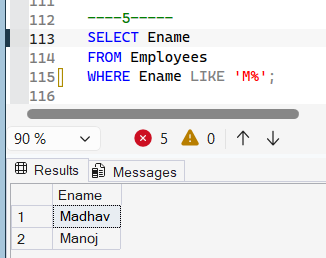 112 ----5-----
113 SELECT Ename
114 FROM Employees
115 WHERE Ename LIKE 'M%';
116
90 % 5 0
Results Messages
Ename
1 Madhav
2 Manoj